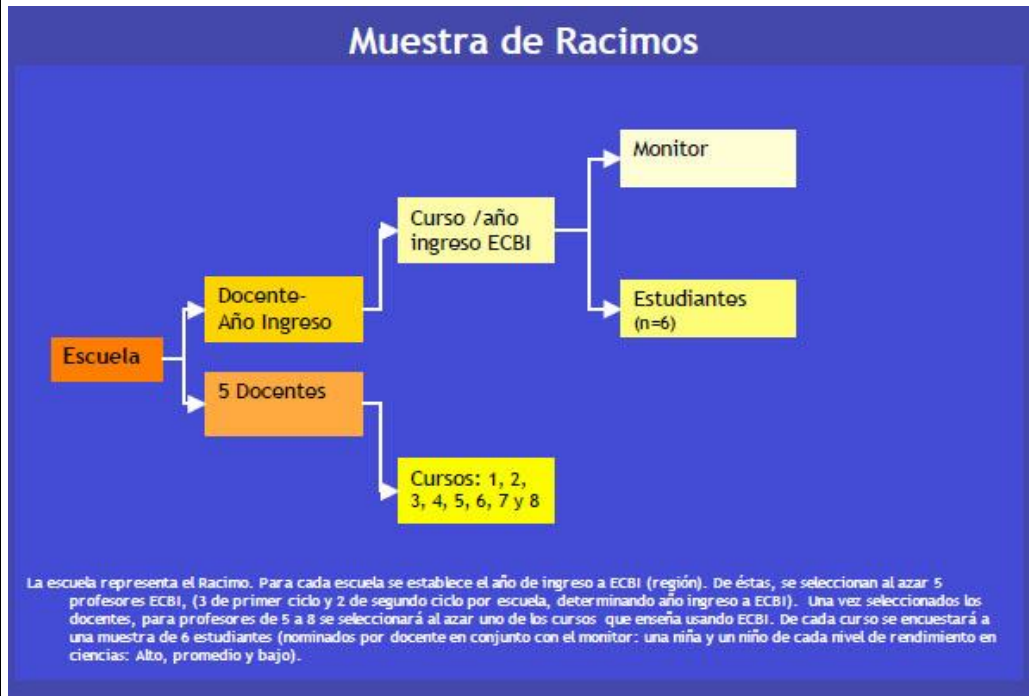 Muestra de Racimos
Monitor
Curso /año
ingreso ECBI
Docente-
Año Ingreso
Estudiantes
(n=6)
Escuela
5 Docentes
Cursos: 1, 2,
3, 4, 5, 6, 7 y 8
La escuela representa el Racimo. Para cada escuela se establece el año de ingreso a ECBI (región). De éstas, se seleccionan al azar 5
profesores ECBI, (3 de primer ciclo y 2 de segundo ciclo por escuela, determinando año ingreso a ECBI). Una vez seleccionados los
docentes, para profesores de 5 a 8 se seleccionará al azar uno de los cursos que enseña usando ECBI. De cada curso se encuestará a
una muestra de 6 estudiantes (nominados por docente en conjunto con el monitor: una niña y un niño de cada nivel de rendimiento en
ciencias: Alto, promedio y bajo).